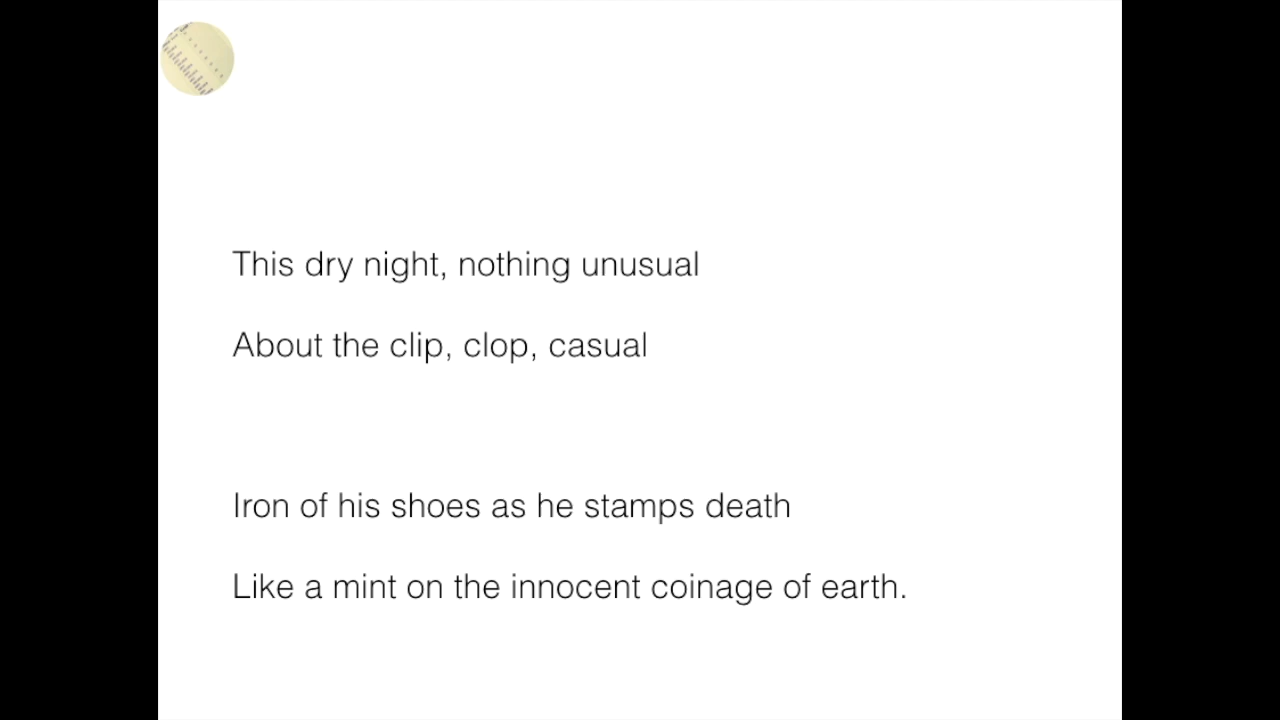 This dry night, nothing unusual
About the clip, clop, casual
Iron of his shoes as he stamps death
Like a mint on the innocent coinage of earth.